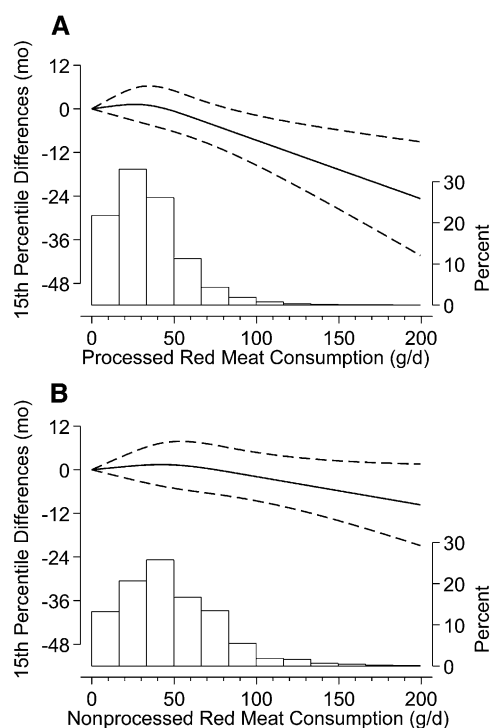 A
15th Percentile Differences (mo)
12
0
-12
-24
-36
-48
30
20
10
0
Percent
0 50 100 150 200
Processed Red Meat Consumption (g/d)
B
15th Percentile Differences (mo)
12
0
-12
-24
-36
-48
30
20
10
0
Percent
0 50 100 150 200
Nonprocessed Red Meat Consumption (g/d)